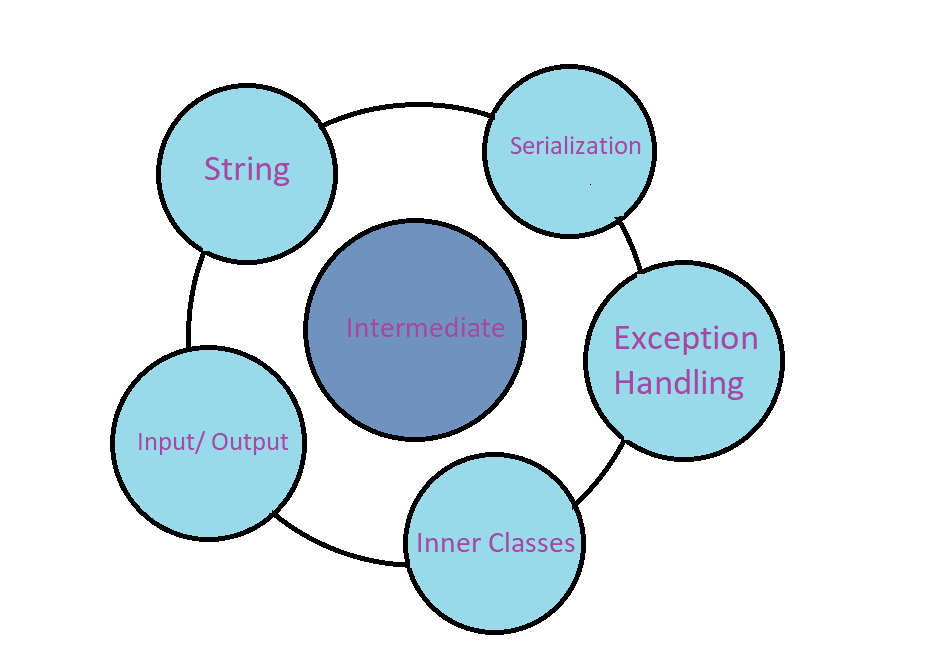 String
Serialization
Intermediate
Exception
Handling
Input/ Output
Inner Classes